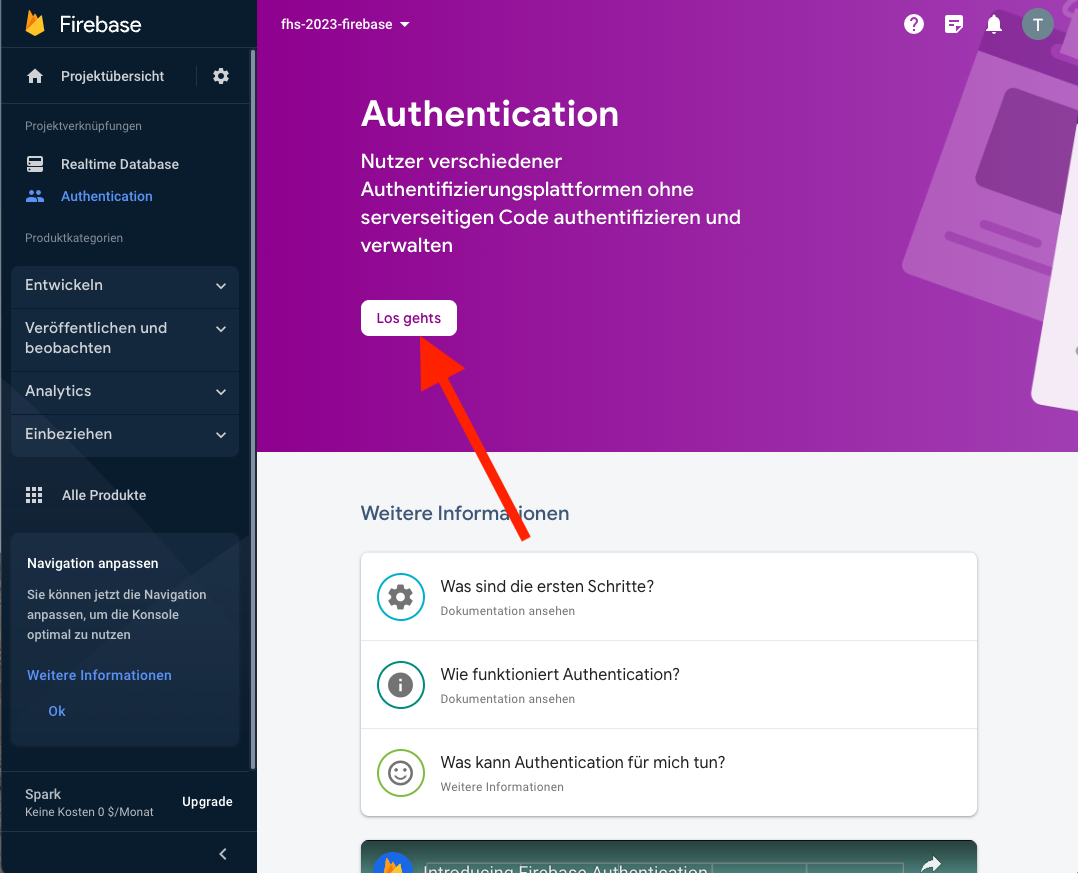 Firebase
fhs-2023-firebase
T
Projektübersicht
Projektverknüpfungen
Realtime Database
Authentication
Produktkategorien
Entwickeln
Veröffentlichen und
beobachten
Analytics
Einbeziehen
Alle Produkte
Navigation anpassen
Sie können jetzt die Navigation
anpassen, um die Konsole
optimal zu nutzen
Weitere Informationen
Ok
Spark
Keine Kosten 0 $/Monat
Upgrade
Authentication
Nutzer verschiedener
Authentifizierungsplattformen ohne
serverseitigen Code authentifizieren und
verwalten
Los gehts
Weitere Informationen
Was sind die ersten Schritte?
Dokumentation ansehen
Wie funktioniert Authentication?
Dokumentation ansehen
Was kann Authentication für mich tun?
Weitere Informationen
Introducing Firebase Authentication